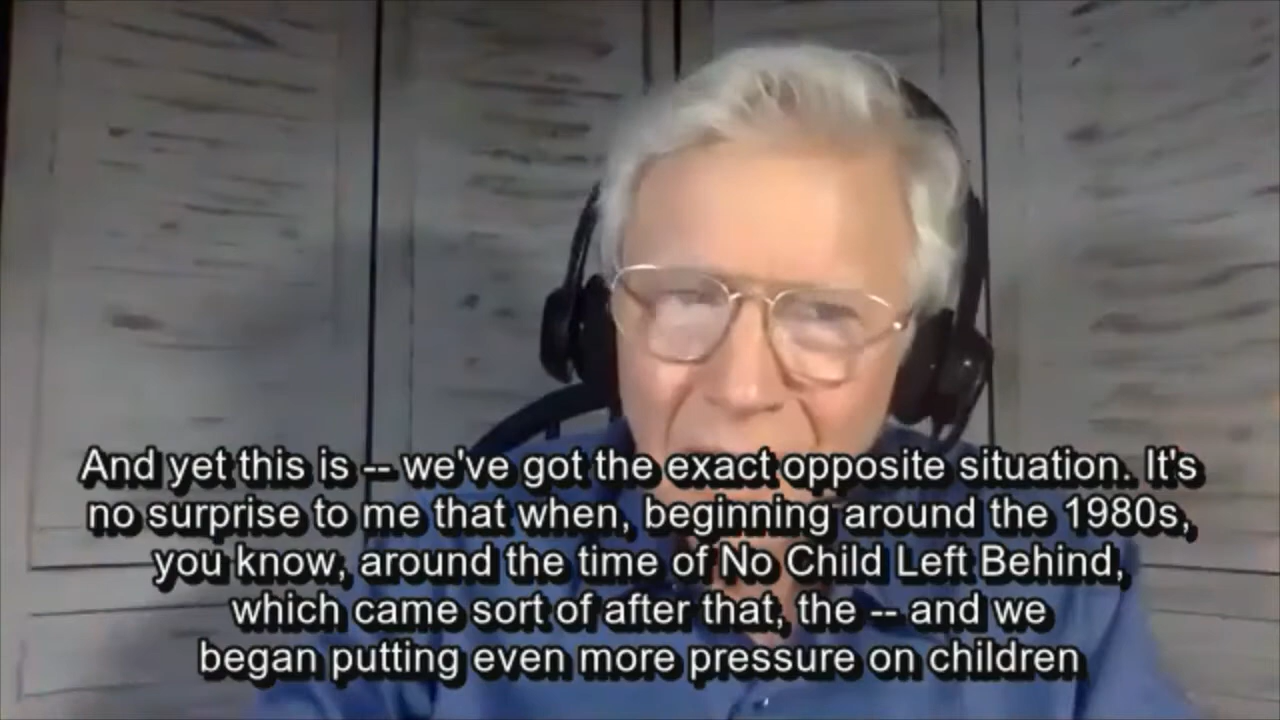 And yet this is -- we've got the exact opposite situation. It's
no surprise to me that when, beginning around the 1980s,
you know, around the time of No Child Left Behind,
which came sort of after that, the -- and we
began putting even more pressure on children